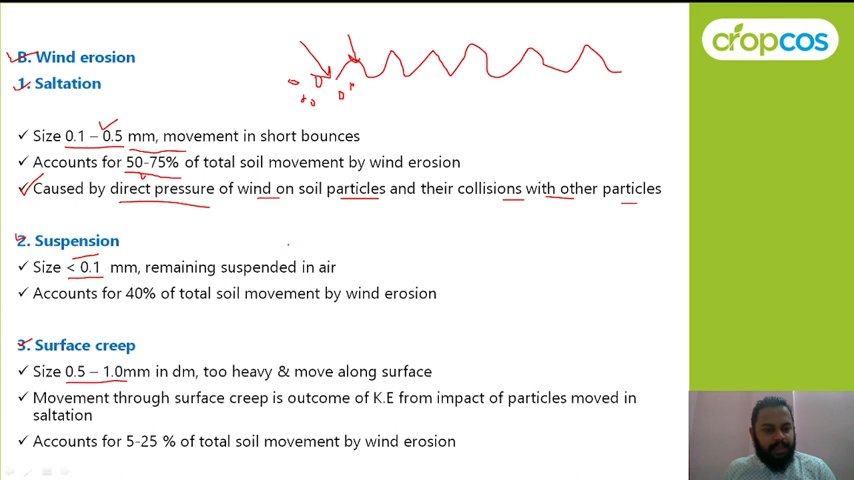 B. Wind erosion
1. Saltation
✓ Size 0.1 – 0.5 mm, movement in short bounces
✓ Accounts for 50-75% of total soil movement by wind erosion
✓ Caused by direct pressure of wind on soil particles and their collisions with other particles
2. Suspension
✓ Size < 0.1 mm, remaining suspended in air
✓ Accounts for 40% of total soil movement by wind erosion
3. Surface creep
✓ Size 0.5 – 1.0mm in dm, too heavy & move along surface
✓ Movement through surface creep is outcome of K.E from impact of particles moved in
saltation
✓ Accounts for 5-25 % of total soil movement by wind erosion
cropcos